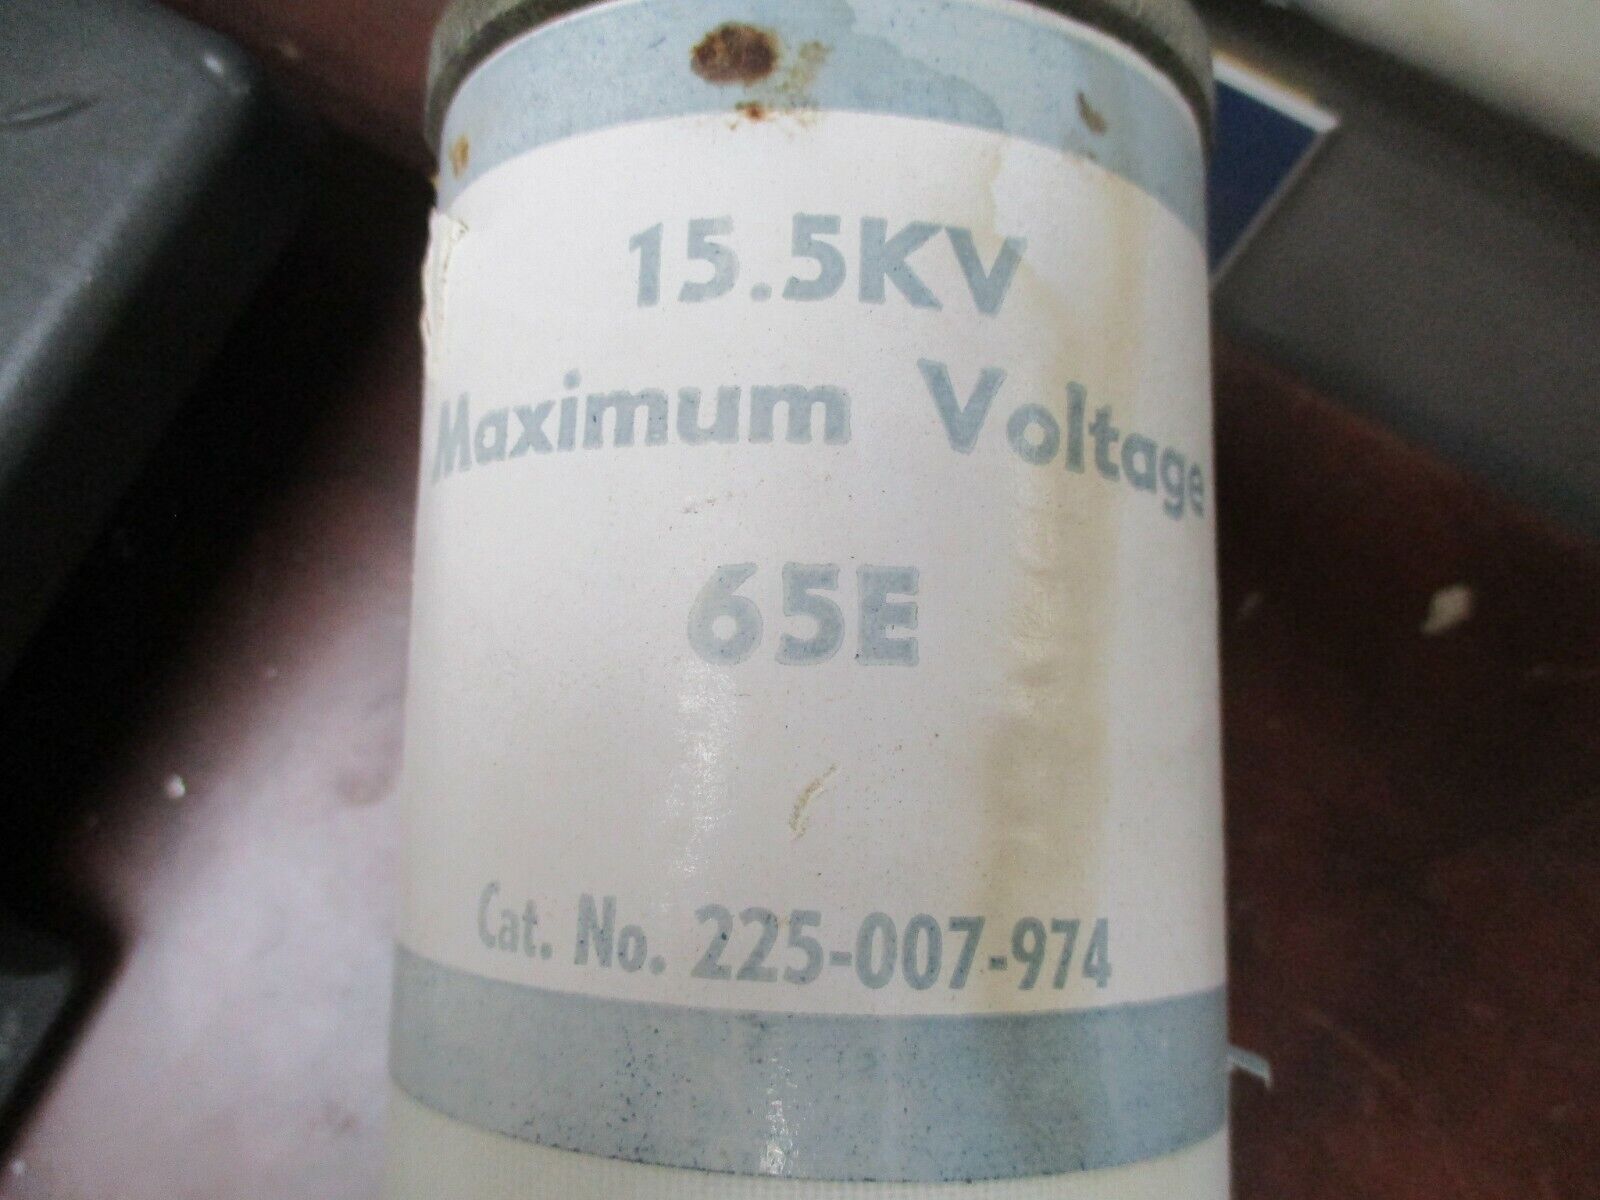 15.5KV
Maximum Voltage
65E
Cat. No. 225-007-974